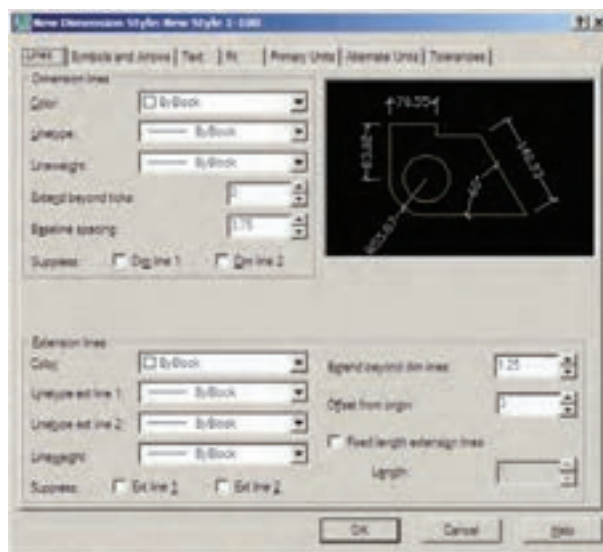 New Dimension Style: New Style 1-100
Lines Symbols and Arrows Text Fit Primary Units Alternate Units Tolerances
Dimension lines
Color: ByBlock
Linetype: ByBlock
Lineweight: ByBlock
Extend beyond ticks:
Baseline spacing: 3.75
Suppress: Dim line 1 Dim line 2
Extension lines
Color: ByBlock
Linetype ext line 1: ByBlock
Linetype ext line 2: ByBlock
Lineweight: ByBlock
Suppress: Ext line 1 Ext line 2
Extend beyond dim lines: 1.25
Offset from origin:
Fixed length extension lines
Length:
OK Cancel Help